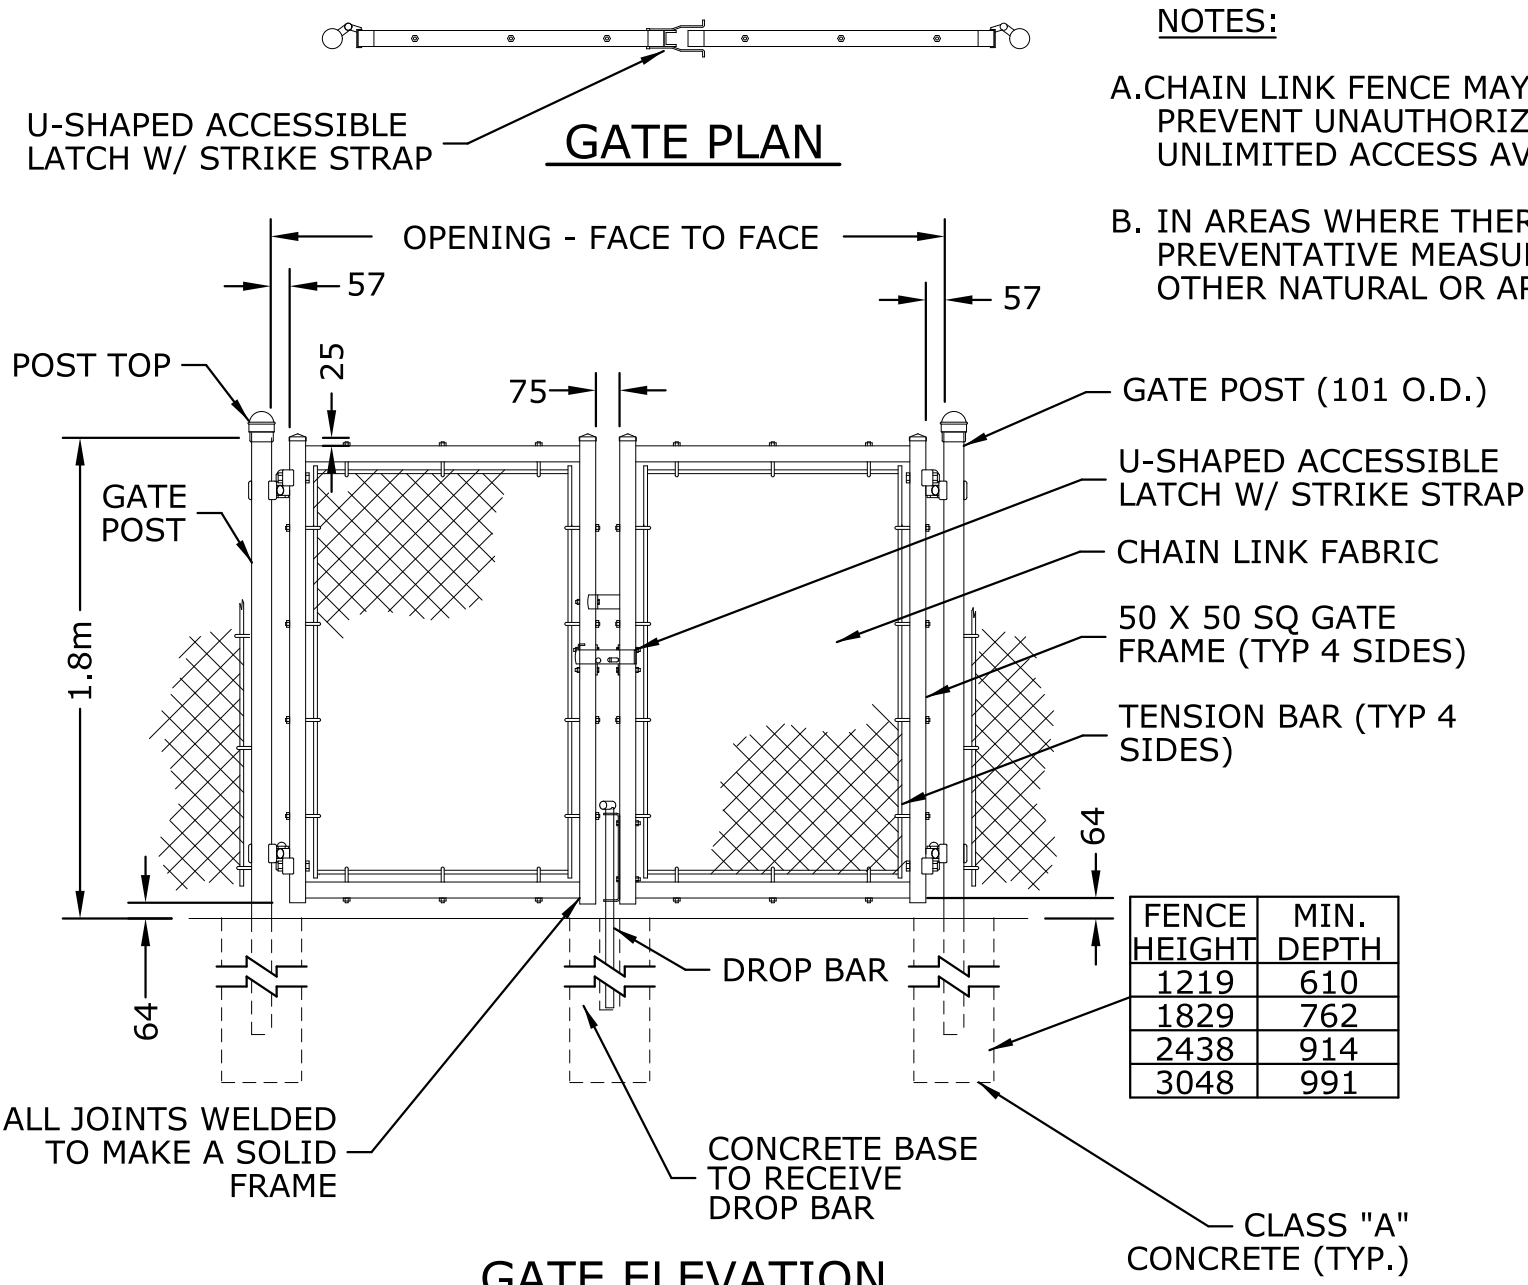 NOTES:
A.CHAIN LINK FENCE MAY
PREVENT UNAUTHORIZ
UNLIMITED ACCESS AV
B. IN AREAS WHERE THER
PREVENTATIVE MEASU
OTHER NATURAL OR A
U-SHAPED ACCESSIBLE
LATCH W/ STRIKE STRAP
GATE PLAN
OPENING - FACE TO FACE
57
57
POST TOP
25
75
GATE POST (101 O.D.)
U-SHAPED ACCESSIBLE
LATCH W/ STRIKE STRAP
GATE
POST
CHAIN LINK FABRIC
50 X 50 SQ GATE
FRAME (TYP 4 SIDES)
1.8m
TENSION BAR (TYP 4
SIDES)
64
64
FENCE HEIGHT MIN. DEPTH
1219 610
1829 762
2438 914
3048 991
DROP BAR
ALL JOINTS WELDED
TO MAKE A SOLID
FRAME
CONCRETE BASE
TO RECEIVE
DROP BAR
CLASS "A"
CONCRETE (TYP.)
GATE ELEVATION